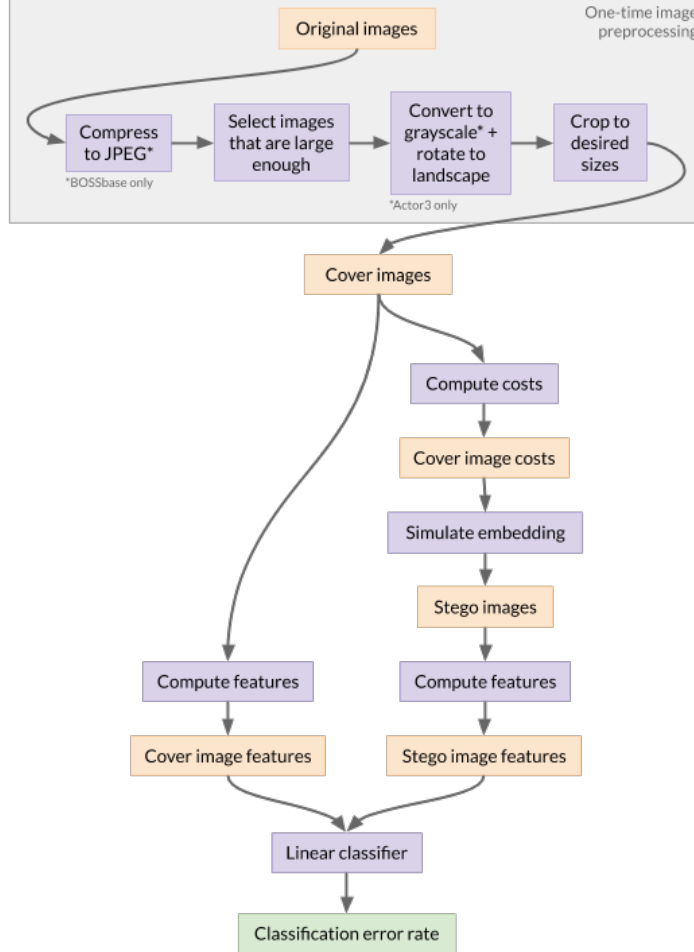 One-time image
preprocessing
Original images
Compress
to JPEG*
*BOSSbase only
Select images
that are large
enough
Convert to
grayscale* +
rotate to
landscape
*Actor3 only
Crop to
desired
sizes
Cover images
Compute costs
Cover image costs
Simulate embedding
Stego images
Compute features
Compute features
Cover image features
Stego image features
Linear classifier
Classification error rate